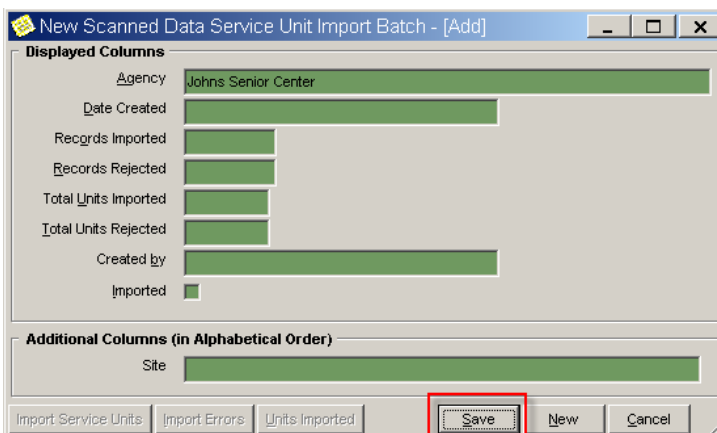 New Scanned Data Service Unit Import Batch - [Add]
Displayed Columns
Agency Johns Senior Center
Date Created
Records Imported
Records Rejected
Total Units Imported
Total Units Rejected
Created by
Imported
Additional Columns (in Alphabetical Order)
Site
Import Service Units Import Errors Units Imported Save New Cancel